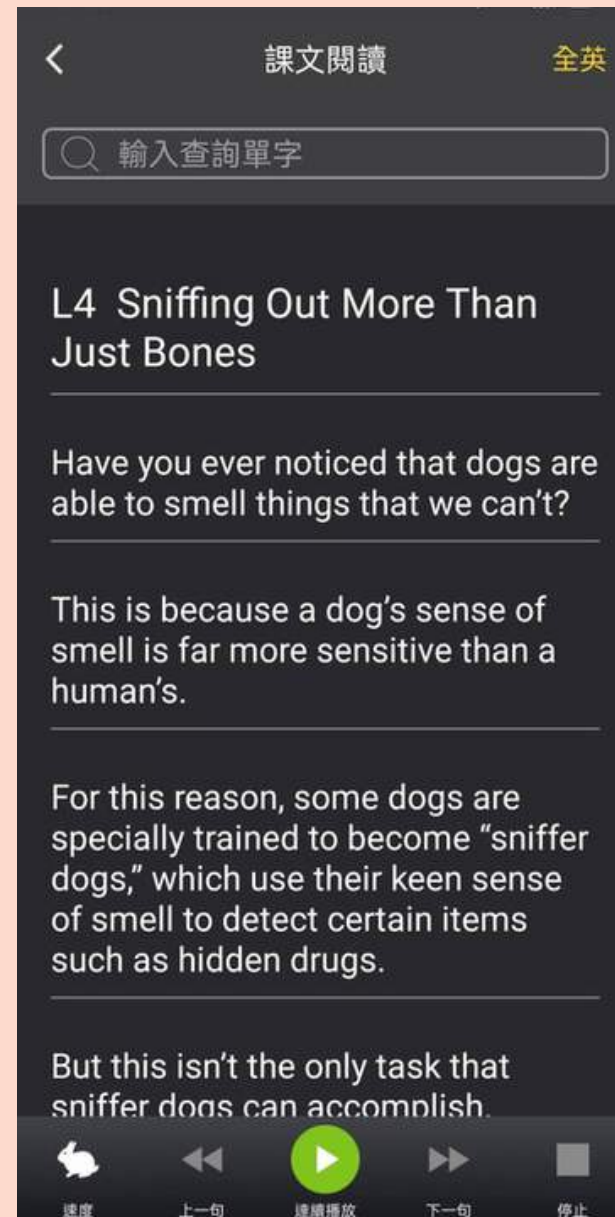 課文閱讀 全英
輸入查詢單字
L4 Sniffing Out More Than
Just Bones
Have you ever noticed that dogs are
able to smell things that we can’t?
This is because a dog’s sense of
smell is far more sensitive than a
human’s.
For this reason, some dogs are
specially trained to become “sniffer
dogs,” which use their keen sense
of smell to detect certain items
such as hidden drugs.
But this isn’t the only task that
sniffer dogs can accomplish.
速度 上一句 連續播放 下一句 停止